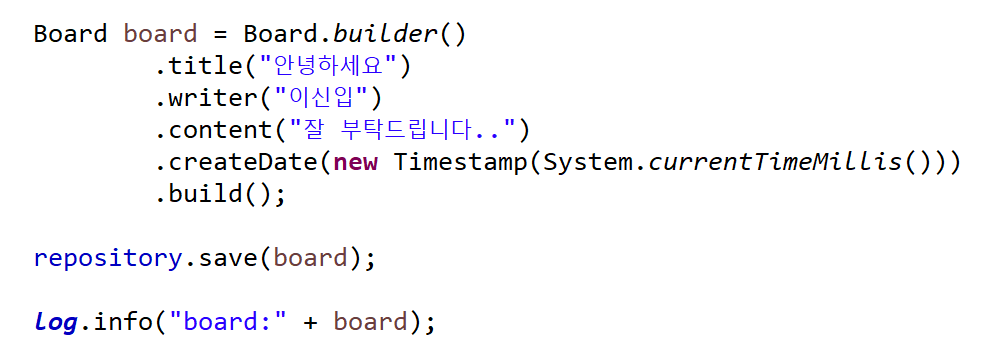 Board board = Board.builder()
.title("안녕하세요")
.writer("이신입")
.content("잘 부탁드립니다..")
.createDate(new Timestamp(System.currentTimeMillis()))
.build();
repository.save(board);
log.info("board:" + board);